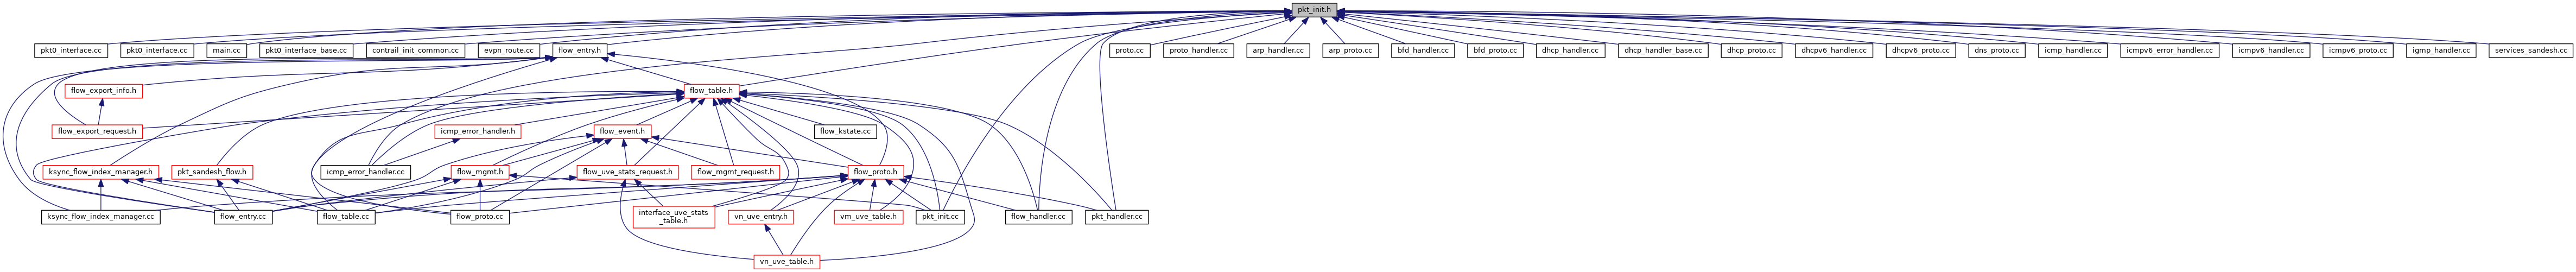 pkt_init.h
pkt0_interface.cc
pkt0_interface.cc
main.cc
pkt0_interface_base.cc
contrail_init_common.cc
evpn_route.cc
flow_entry.h
proto.cc
proto_handler.cc
arp_handler.cc
arp_proto.cc
bfd_handler.cc
bfd_proto.cc
dhcp_handler.cc
dhcp_handler_base.cc
dhcp_proto.cc
dhcpv6_handler.cc
dhcpv6_proto.cc
dns_proto.cc
icmp_handler.cc
icmpv6_error_handler.cc
icmpv6_handler.cc
icmpv6_proto.cc
igmp_handler.cc
services_sandesh.cc
flow_export_info.h
flow_table.h
flow_export_request.h
icmp_error_handler.h
flow_event.h
flow_kstate.cc
ksync_flow_index_manager.h
pkt_sandesh_flow.h
icmp_error_handler.cc
flow_mgmt.h
flow_uve_stats_request.h
flow_mgmt_request.h
flow_proto.h
ksync_flow_index_manager.cc
flow_entry.cc
flow_table.cc
flow_proto.cc
interface_uve_stats
_table.h
vn_uve_entry.h
vm_uve_table.h
pkt_init.cc
flow_handler.cc
pkt_handler.cc
vn_uve_table.h